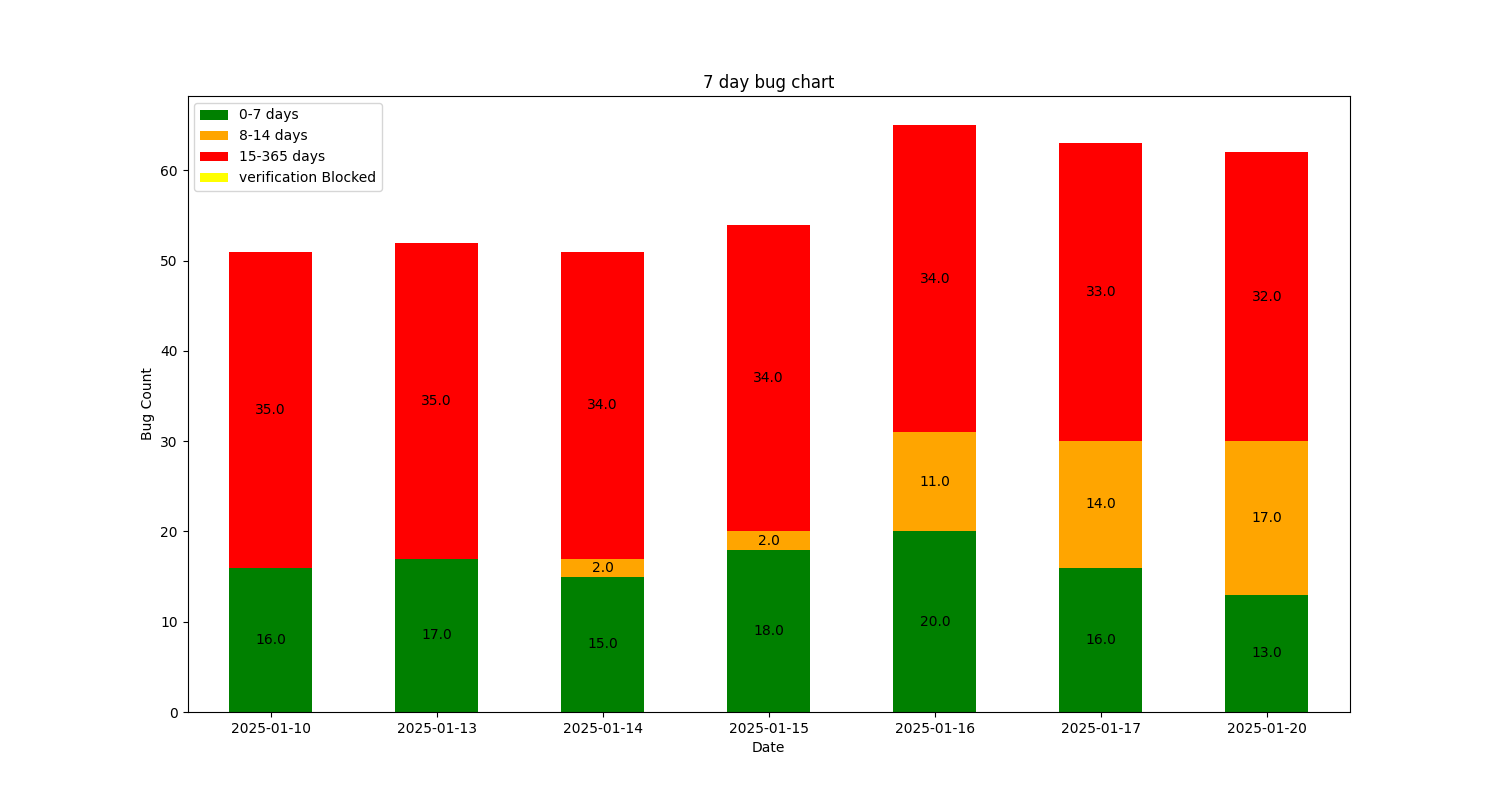 7 day bug chart
0-7 days
8-14 days
15-365 days
verification Blocked
Bug Count
60
50
40
30
20
10
0
35.0 35.0 34.0 34.0 34.0 33.0 32.0
2.0 2.0 11.0 14.0 17.0
16.0 17.0 15.0 18.0 20.0 16.0 13.0
2025-01-10 2025-01-13 2025-01-14 2025-01-15 2025-01-16 2025-01-17 2025-01-20
Date